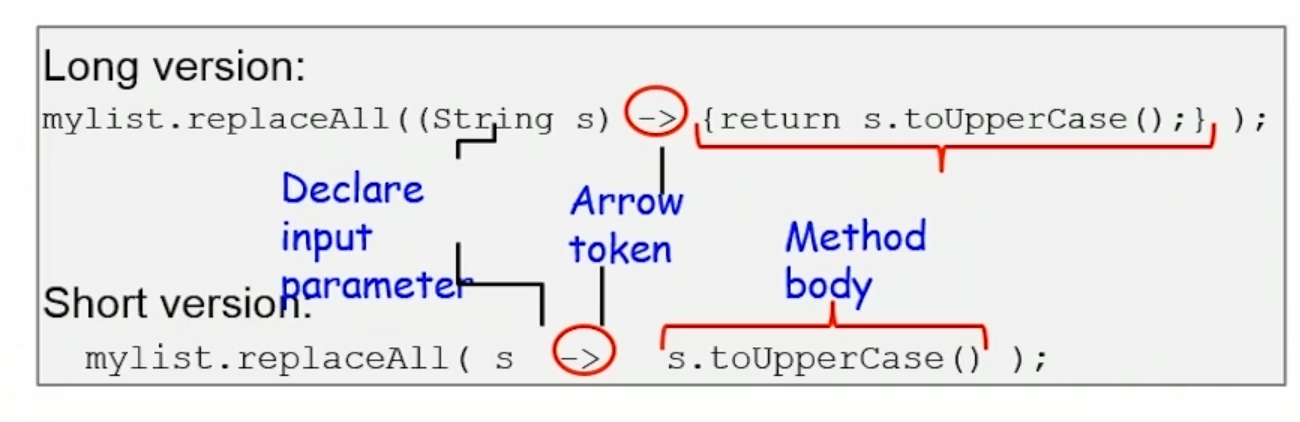 Long version:
mylist.replaceAll((String s) -> {return s.toUpperCase();} );
Declare
input
parameter
Arrow
token
Method
body
Short version:
mylist.replaceAll( s -> s.toUpperCase() );